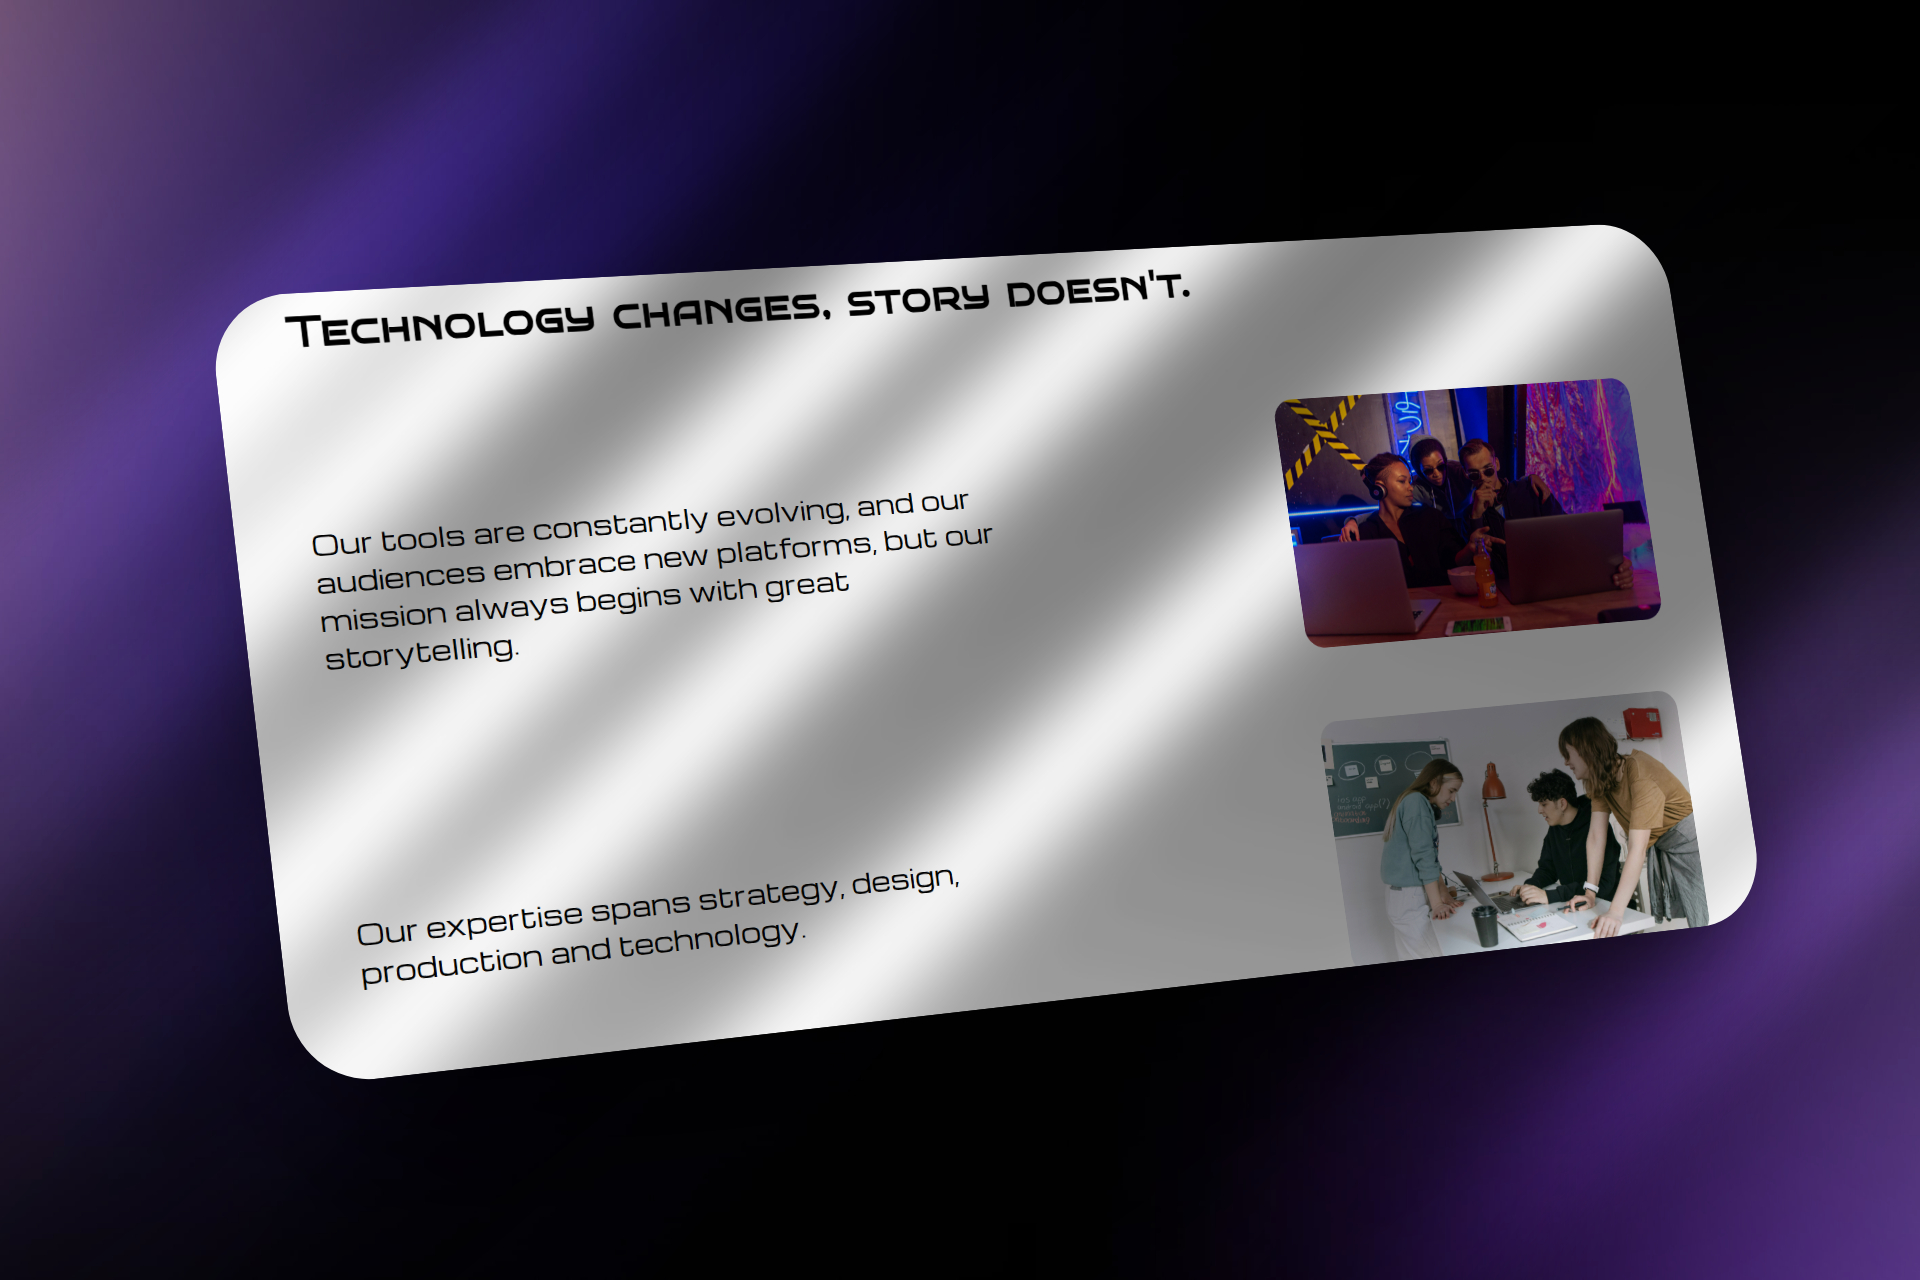 Technology changes, story doesn't.
Our tools are constantly evolving, and our
audiences embrace new platforms, but our
mission always begins with great
storytelling.
Our expertise spans strategy, design,
production and technology.